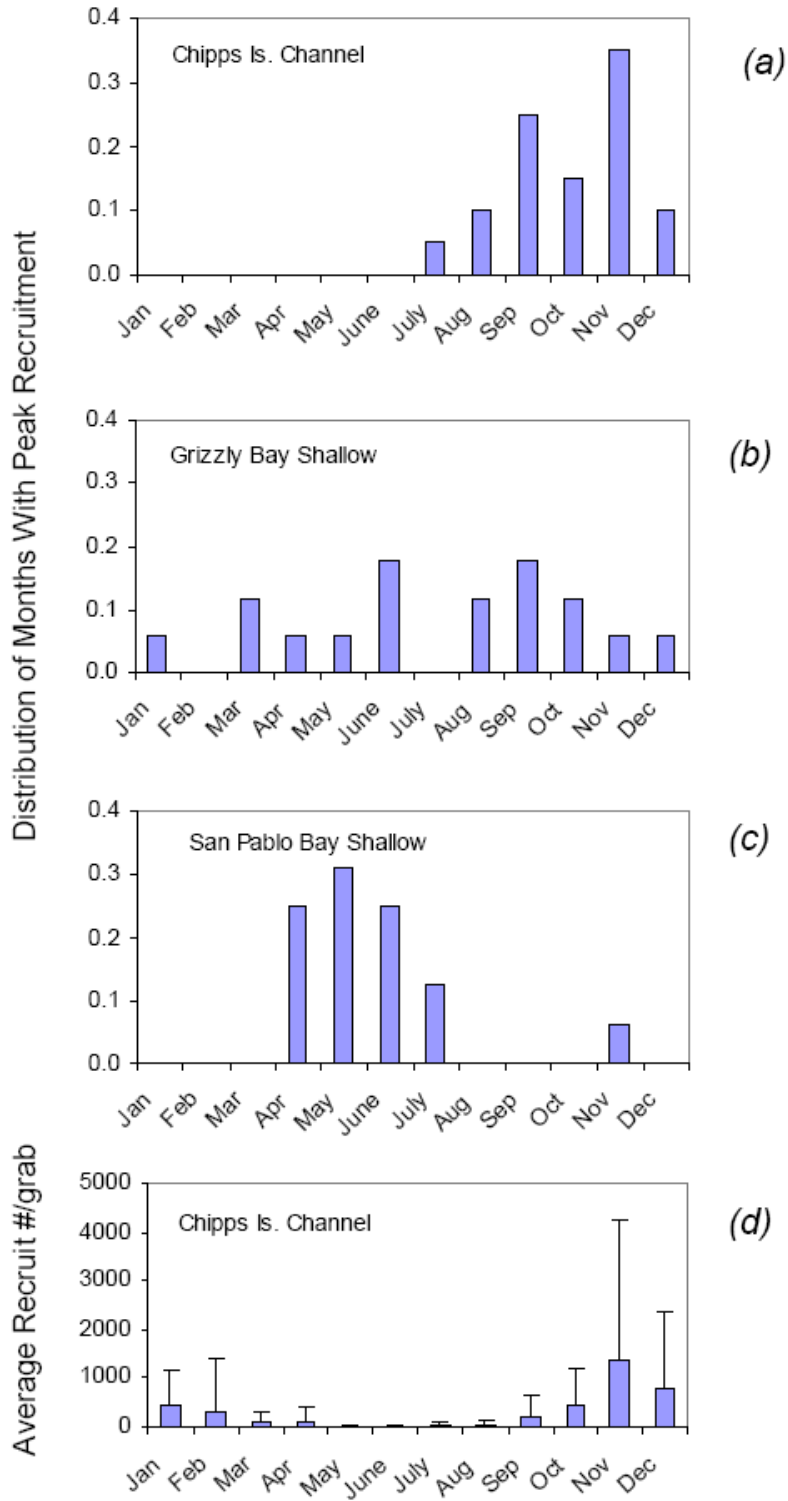 Distribution of Months With Peak Recruitment
Chipps Is. Channel
(a)
0.4
0.3
0.2
0.1
0.0
Jan Feb Mar Apr May June July Aug Sep Oct Nov Dec
Grizzly Bay Shallow
(b)
0.4
0.3
0.2
0.1
0.0
Jan Feb Mar Apr May June July Aug Sep Oct Nov Dec
San Pablo Bay Shallow
(c)
0.4
0.3
0.2
0.1
0.0
Jan Feb Mar Apr May June July Aug Sep Oct Nov Dec
Average Recruit #/grab
Chipps Is. Channel
(d)
5000
4000
3000
2000
1000
0
Jan Feb Mar Apr May June July Aug Sep Oct Nov Dec